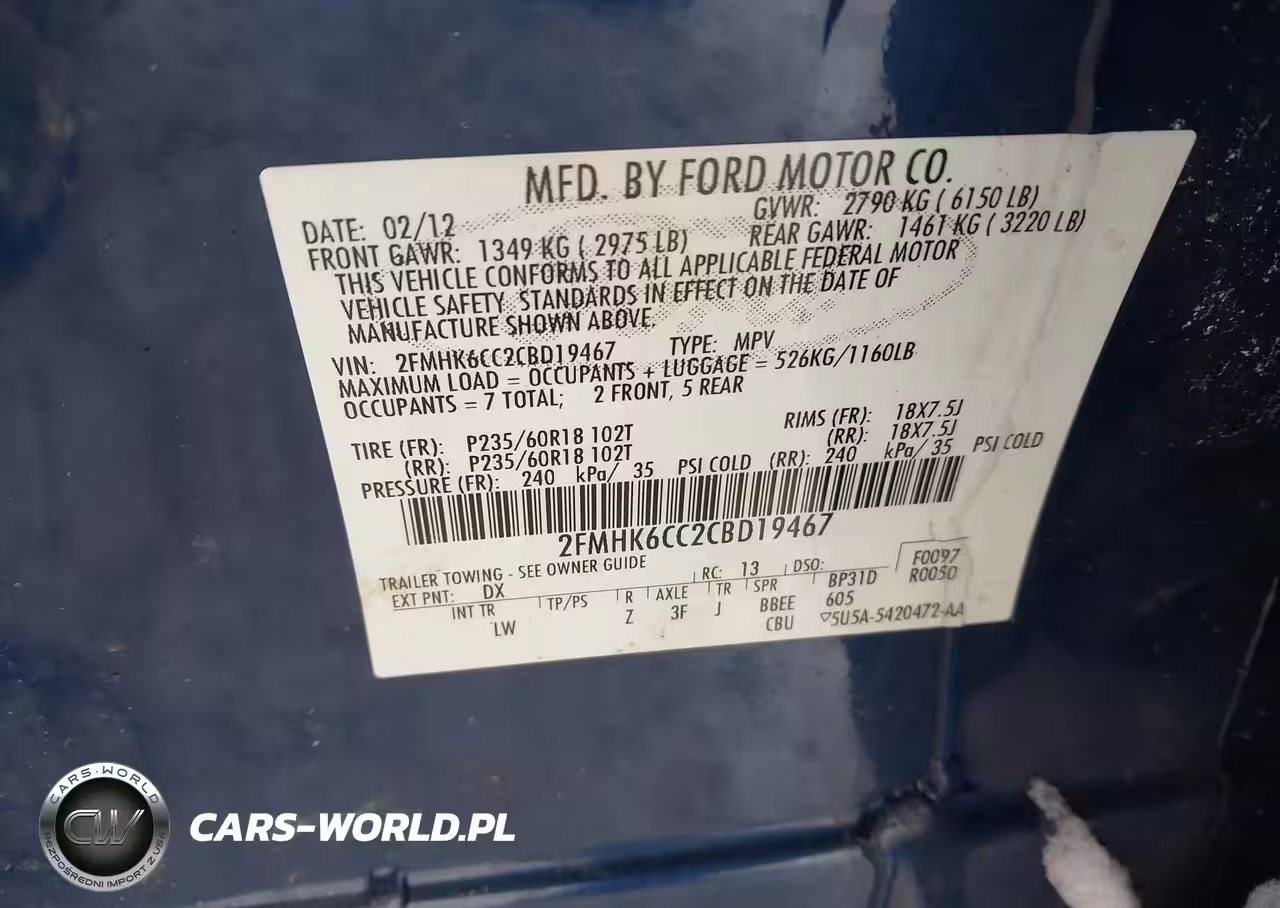 MFD. BY FORD MOTOR CO.
DATE: 02/12 GVWR: 2790 KG ( 6150 LB)
FRONT GAWR: 1349 KG ( 2975 LB) REAR GAWR: 1461 KG ( 3220 LB)
THIS VEHICLE CONFORMS TO ALL APPLICABLE FEDERAL MOTOR
VEHICLE SAFETY STANDARDS IN EFFECT ON THE DATE OF
MANUFACTURE SHOWN ABOVE.
VIN: 2FMHK6CC2CBD19467 TYPE: MPV
MAXIMUM LOAD = OCCUPANTS + LUGGAGE = 526KG/1160LB
OCCUPANTS = 7 TOTAL; 2 FRONT, 5 REAR
TIRE (FR): P235/60R18 102T RIMS (FR): 18X7.5J
(RR): P235/60R18 102T (RR): 18X7.5J
PRESSURE (FR): 240 kPa/ 35 PSI COLD (RR): 240 kPa/ 35 PSI COLD
2FMHK6CC2CBD19467
TRAILER TOWING - SEE OWNER GUIDE
EXT PNT: DX RC: 13 DSO: F0097
INT TR TP/PS R AXLE TR SPR BP31D R0050
LW Z 3F J BBEE 605
CBU ▽5U5A-5420472-AA
CARS-WORLD
CW
BEZPOŚREDNI IMPORT Z USA
CARS-WORLD.PL